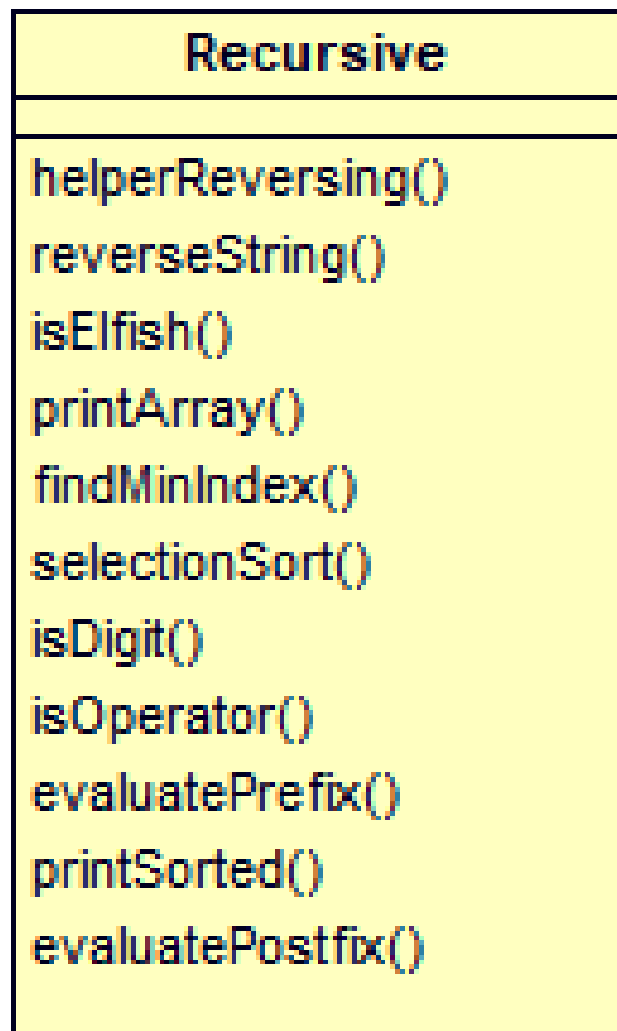 Recursive
helperReversing()
reverseString()
isElfish()
printArray()
findMinIndex()
selectionSort()
isDigit()
isOperator()
evaluatePrefix()
printSorted()
evaluatePostfix()